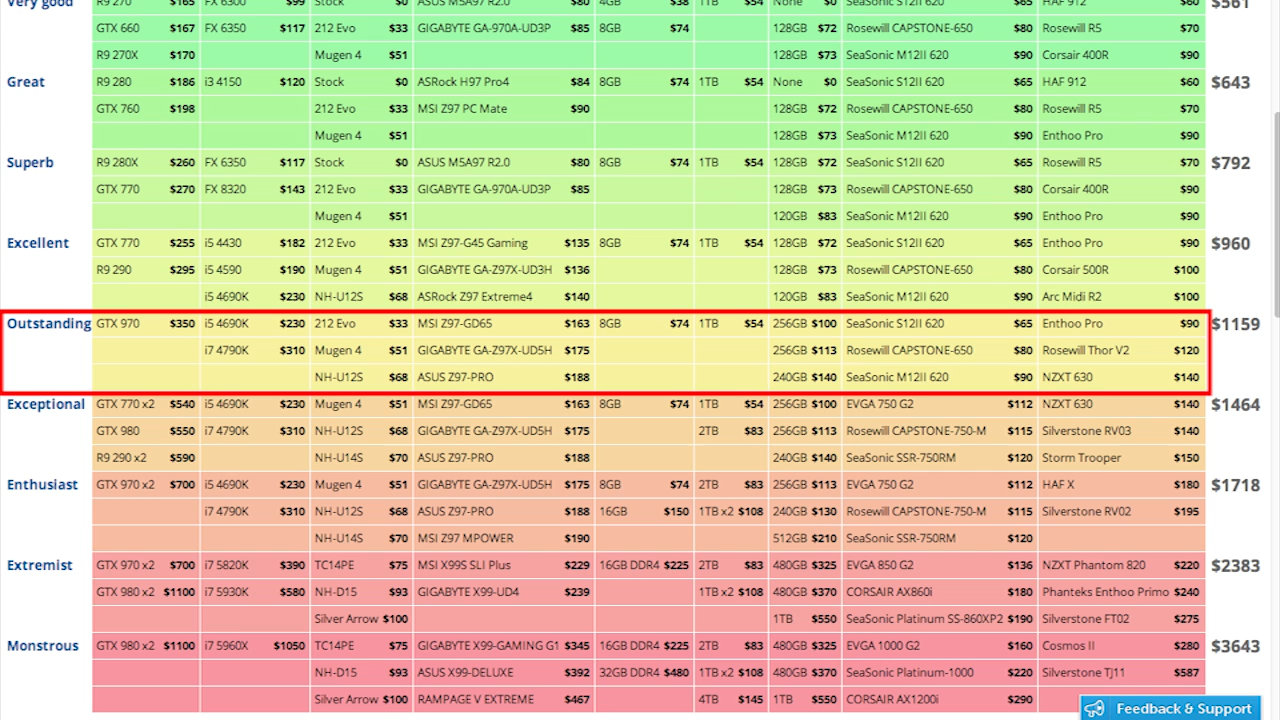 Very good R9 270 $165 FX 6300 $99 Stock $0 ASUS M5A97 R2.0 $80 4GB $38 1TB $54 None $0 SeaSonic S12II 620 $65 HAF 912 $60 $561
GTX 660 $167 FX 6350 $117 212 Evo $33 GIGABYTE GA-970A-UD3P $85 8GB $74 128GB $72 Rosewill CAPSTONE-650 $80 Rosewill R5 $70
R9 270X $170 Mugen 4 $51 128GB $73 SeaSonic M12II 620 $90 Corsair 400R $90
Great R9 280 $186 i3 4150 $120 Stock $0 ASRock H97 Pro4 $84 8GB $74 1TB $54 None $0 SeaSonic S12II 620 $65 HAF 912 $60 $643
GTX 760 $198 212 Evo $33 MSI Z97 PC Mate $90 128GB $72 Rosewill CAPSTONE-650 $80 Rosewill R5 $70
Mugen 4 $51 128GB $73 SeaSonic M12II 620 $90 Enthoo Pro $90
Superb R9 280X $260 FX 6350 $117 Stock $0 ASUS M5A97 R2.0 $80 8GB $74 1TB $54 128GB $72 SeaSonic S12II 620 $65 Rosewill R5 $70 $792
GTX 770 $270 FX 8320 $143 212 Evo $33 GIGABYTE GA-970A-UD3P $85 128GB $73 Rosewill CAPSTONE-650 $80 Corsair 400R $90
Mugen 4 $51 120GB $83 SeaSonic M12II 620 $90 Enthoo Pro $90
Excellent GTX 770 $255 i5 4430 $182 212 Evo $33 MSI Z97-G45 Gaming $135 8GB $74 1TB $54 128GB $72 SeaSonic S12II 620 $65 Enthoo Pro $90 $960
R9 290 $295 i5 4590 $190 Mugen 4 $51 GIGABYTE GA-Z97X-UD3H $136 128GB $73 Rosewill CAPSTONE-650 $80 Corsair 500R $100
i5 4690K $230 NH-U12S $68 ASRock Z97 Extreme4 $140 120GB $83 SeaSonic M12II 620 $90 Arc Midi R2 $100
Outstanding GTX 970 $350 i5 4690K $230 212 Evo $33 MSI Z97-GD65 $163 8GB $74 1TB $54 256GB $100 SeaSonic S12II 620 $65 Enthoo Pro $90 $1159
i7 4790K $310 Mugen 4 $51 GIGABYTE GA-Z97X-UD5H $175 256GB $113 Rosewill CAPSTONE-650 $80 Rosewill Thor V2 $120
NH-U12S $68 ASUS Z97-PRO $188 240GB $140 SeaSonic M12II 620 $90 NZXT 630 $140
Exceptional GTX 770 x2 $540 i5 4690K $230 Mugen 4 $51 MSI Z97-GD65 $163 8GB $74 1TB $54 256GB $100 EVGA 750 G2 $112 NZXT 630 $140 $1464
GTX 980 $550 i7 4790K $310 NH-U12S $68 GIGABYTE GA-Z97X-UD5H $175 2TB $83 256GB $113 Rosewill CAPSTONE-750-M $115 Silverstone RV03 $140
R9 290 x2 $590 NH-U14S $70 ASUS Z97-PRO $188 240GB $140 SeaSonic SSR-750RM $120 Storm Trooper $150
Enthusiast GTX 970 x2 $700 i5 4690K $230 Mugen 4 $51 GIGABYTE GA-Z97X-UD5H $175 8GB $74 2TB $83 256GB $113 EVGA 750 G2 $112 HAF X $180 $1718
i7 4790K $310 NH-U12S $68 ASUS Z97-PRO $188 16GB $150 1TB x2 $108 240GB $130 Rosewill CAPSTONE-750-M $115 Silverstone RV02 $195
NH-U14S $70 MSI Z97 MPOWER $190 512GB $210 SeaSonic SSR-750RM $120
Extremist GTX 970 x2 $700 i7 5820K $390 TC14PE $75 MSI X99S SLI Plus $229 16GB DDR4 $225 2TB $83 480GB $325 EVGA 850 G2 $136 NZXT Phantom 820 $220 $2383
GTX 980 x2 $1100 i7 5930K $580 NH-D15 $93 GIGABYTE X99-UD4 $239 1TB x2 $108 480GB $370 CORSAIR AX860i $180 Phanteks Enthoo Primo $240
Silver Arrow $100 1TB $550 SeaSonic Platinum SS-860XP2 $190 Silverstone FT02 $275
Monstrous GTX 980 x2 $1100 i7 5960X $1050 TC14PE $75 GIGABYTE X99-GAMING G1 $345 16GB DDR4 $225 2TB $83 480GB $325 EVGA 1000 G2 $160 Cosmos II $280 $3643
NH-D15 $93 ASUS X99-DELUXE $392 32GB DDR4 $480 1TB x2 $108 480GB $370 SeaSonic Platinum-1000 $220 Silverstone TJ11 $587
Silver Arrow $100 RAMPAGE V EXTREME $467 4TB $145 1TB $550 CORSAIR AX1200i $290
Feedback & Support